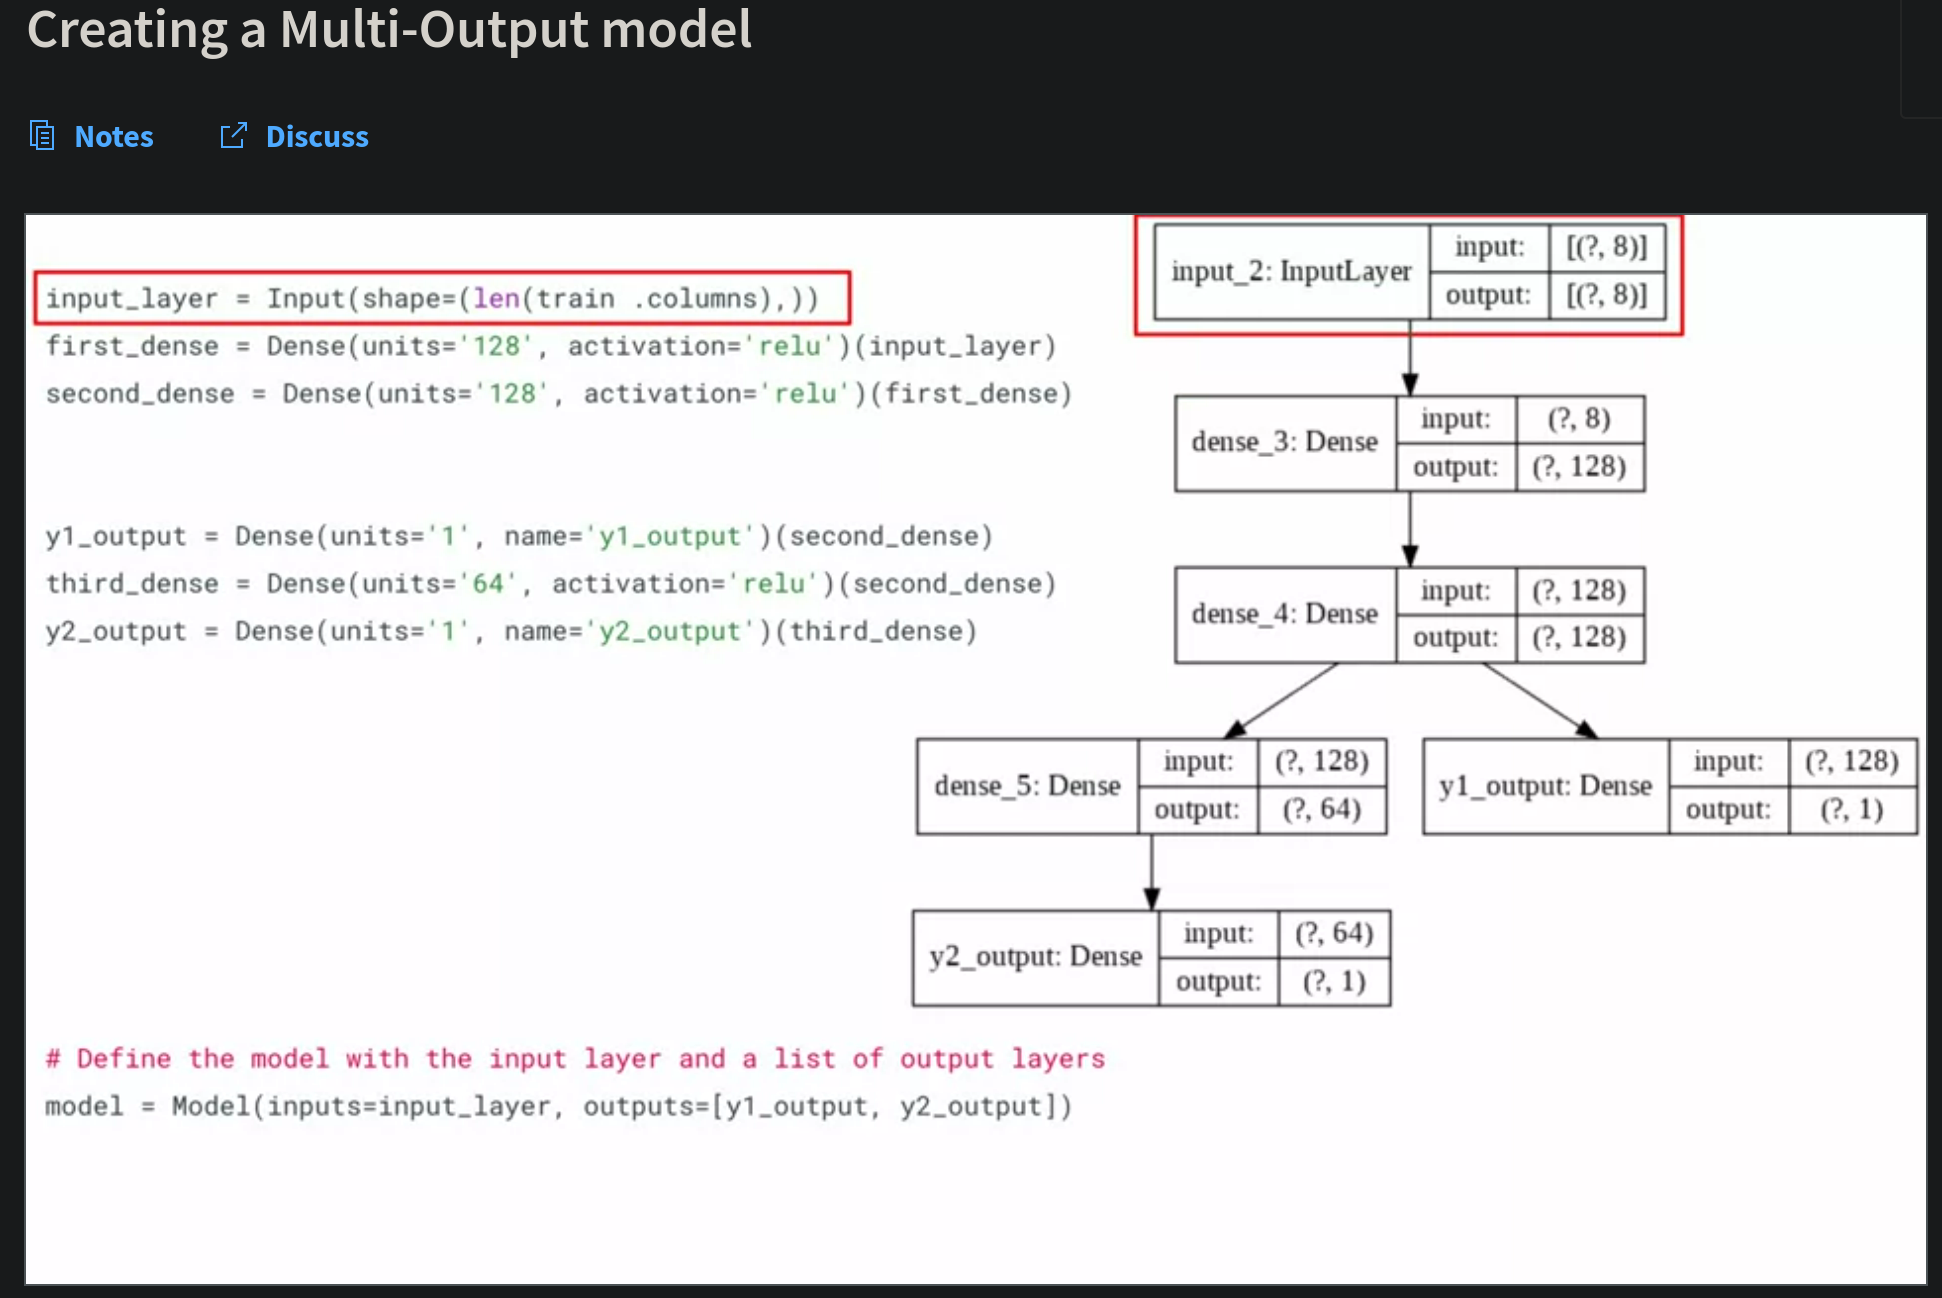 Creating a Multi-Output model
Notes
Discuss
input_layer = Input(shape=(len(train .columns),))
first_dense = Dense(units='128', activation='relu')(input_layer)
second_dense = Dense(units='128', activation='relu')(first_dense)
y1_output = Dense(units='1', name='y1_output')(second_dense)
third_dense = Dense(units='64', activation='relu')(second_dense)
y2_output = Dense(units='1', name='y2_output')(third_dense)
# Define the model with the input layer and a list of output layers
model = Model(inputs=input_layer, outputs=[y1_output, y2_output])
input_2: InputLayer
input: [(?, 8)]
output: [(?, 8)]
dense_3: Dense
input: (?, 8)
output: (?, 128)
dense_4: Dense
input: (?, 128)
output: (?, 128)
dense_5: Dense
input: (?, 128)
output: (?, 64)
y1_output: Dense
input: (?, 128)
output: (?, 1)
y2_output: Dense
input: (?, 64)
output: (?, 1)